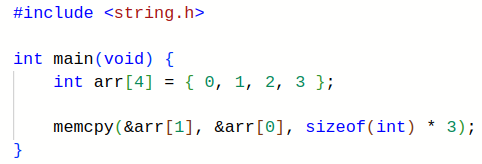 #include <string.h>
int main(void) {
    int arr[4] = { 0, 1, 2, 3 };
    memcpy(&arr[1], &arr[0], sizeof(int) * 3);
}